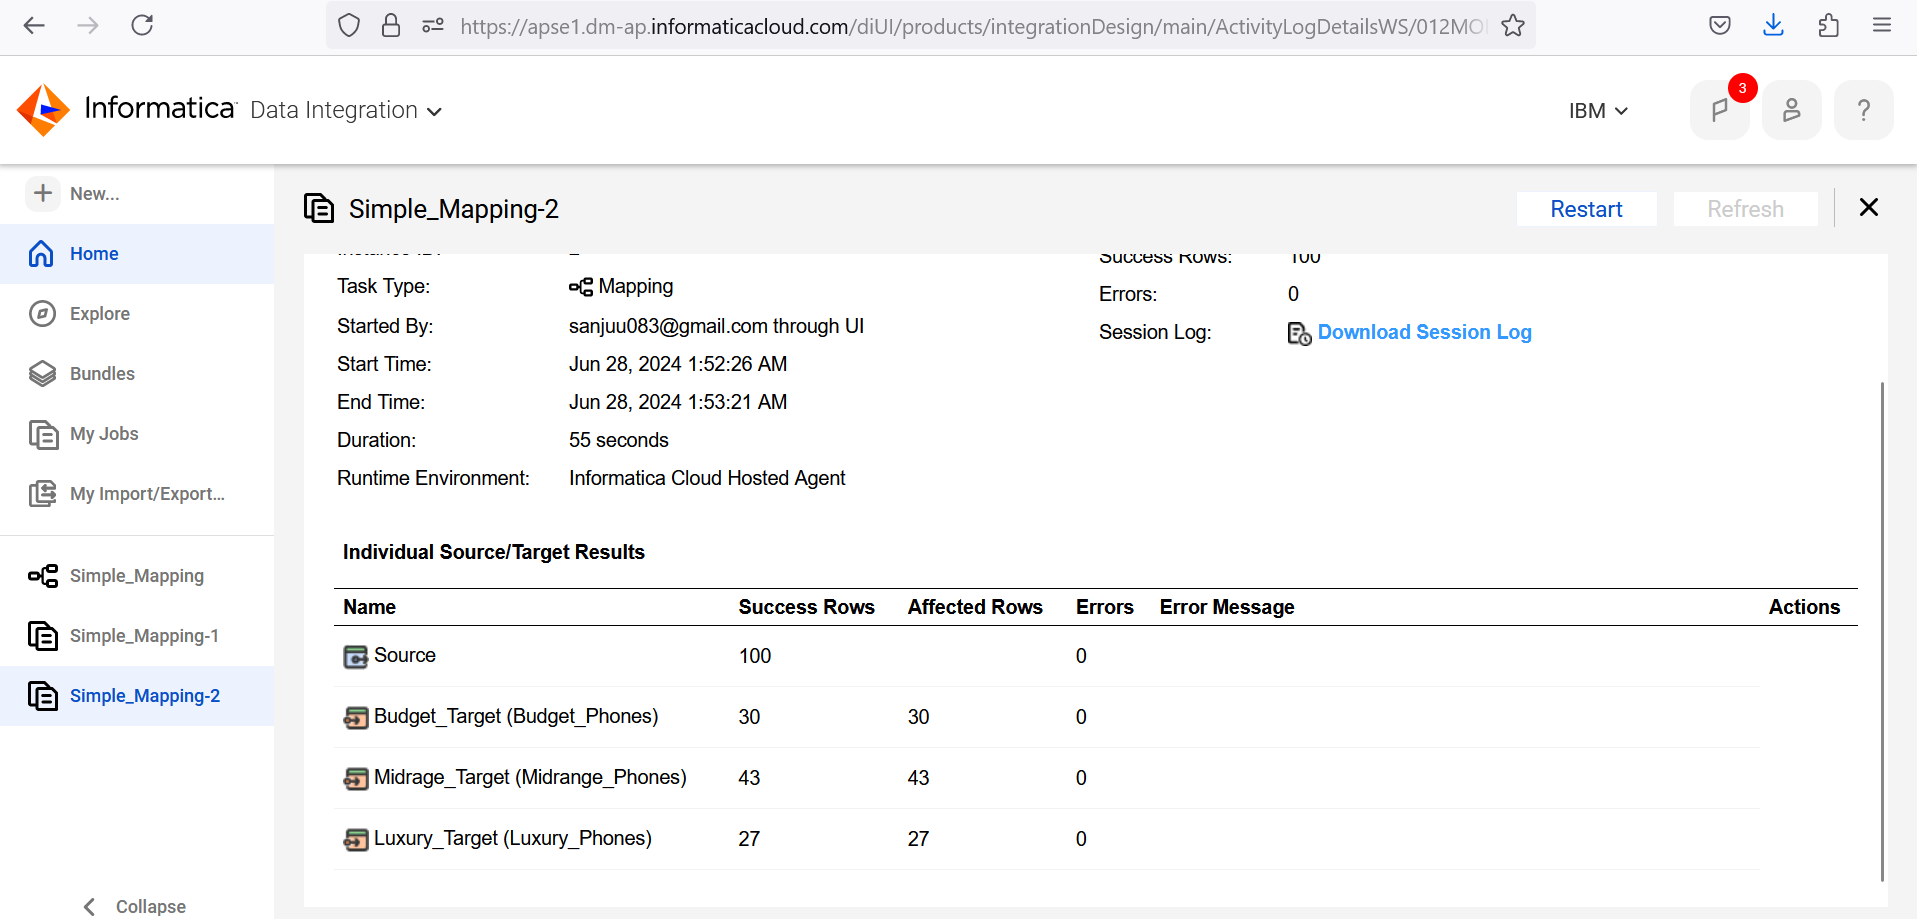 https://apse1.dm-ap.informaticacloud.com/diUI/products/integrationDesign/main/ActivityLogDetailsWS/012MO
Informatica Data Integration
IBM
3
?
New...
Home
Explore
Bundles
My Jobs
My Import/Export...
Simple_Mapping
Simple_Mapping-1
Simple_Mapping-2
Collapse
Simple_Mapping-2
Restart
Refresh
Task Type: Mapping
Started By: sanjuu083@gmail.com through UI
Start Time: Jun 28, 2024 1:52:26 AM
End Time: Jun 28, 2024 1:53:21 AM
Duration: 55 seconds
Runtime Environment: Informatica Cloud Hosted Agent
Success Rows: 100
Errors: 0
Session Log: Download Session Log
Individual Source/Target Results
Name Success Rows Affected Rows Errors Error Message Actions
Source 100 0
Budget_Target (Budget_Phones) 30 30 0
Midrage_Target (Midrange_Phones) 43 43 0
Luxury_Target (Luxury_Phones) 27 27 0